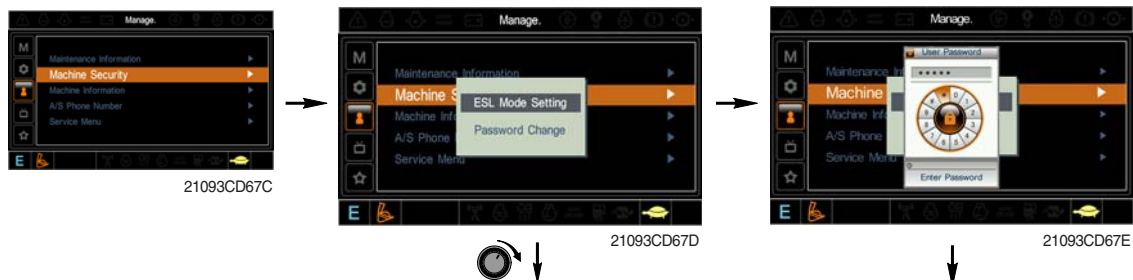 Manage.
M
Maintenance Information
Machine Security
Machine Information
A/S Phone Number
Service Menu
E
21093CD67C
Manage.
M
Maintenance Information
Machine S
ESL Mode Setting
Machine Info
Password Change
A/S Phone
Service Menu
E
21093CD67D
Manage.
M
User Password
*****
Maintenance In
Machine
Machine Info
A/S Phone
Service Menu
Enter Password
E
21093CD67E